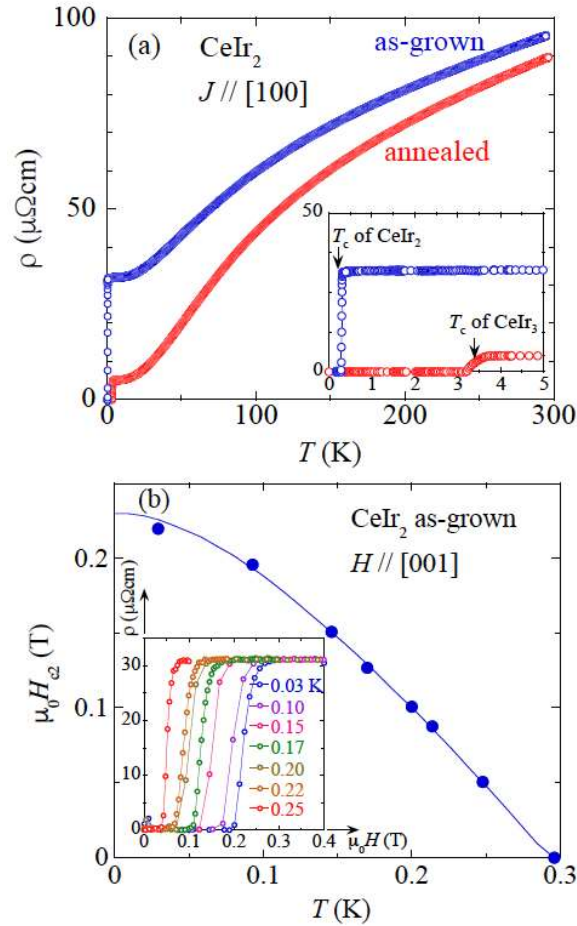 100
(a) CeIr₂
as-grown
J // [100]
annealed
50
ρ (μΩcm)
50
Tc of CeIr₂
Tc of CeIr₃
0
0 1 2 3 4 5
0
0 100 200 300
T (K)
(b)
CeIr₂ as-grown
H // [001]
0.2
μ₀Hc2 (T)
ρ (μΩcm)
30
0.03 K
0.10
20
0.15
0.17
0.1
0.20
10
0.22
0.25
0
0 0.1 0.2 0.3 0.4
μ₀H (T)
0
0.1 0.2 0.3
T (K)